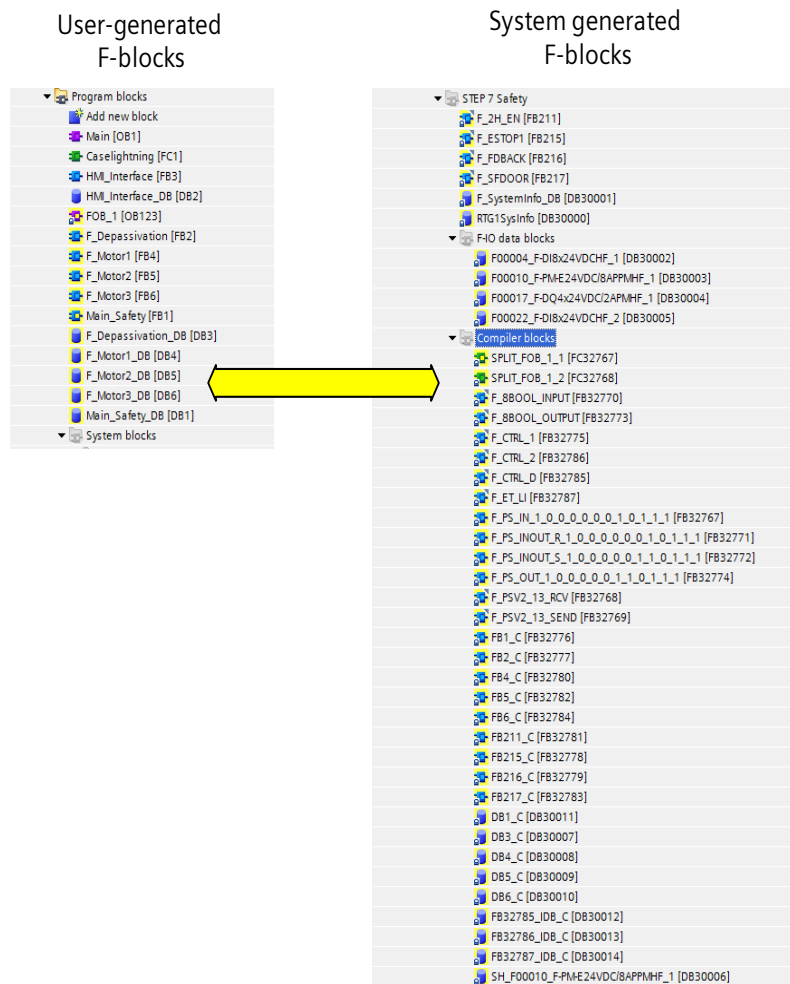 User-generated
F-blocks
Program blocks
Add new block
Main [OB1]
Caselightning [FC1]
HMI_Interface [FB3]
HMI_Interface_DB [DB2]
FOB_1 [OB123]
F_Depassivation [FB2]
F_Motor1 [FB4]
F_Motor2 [FB5]
F_Motor3 [FB6]
Main_Safety [FB1]
F_Depassivation_DB [DB3]
F_Motor1_DB [DB4]
F_Motor2_DB [DB5]
F_Motor3_DB [DB6]
Main_Safety_DB [DB1]
System blocks
System generated
F-blocks
STEP 7 Safety
F_2H_EN [FB211]
F_ESTOP1 [FB215]
F_FDBACK [FB216]
F_SFDOOR [FB217]
F_SystemInfo_DB [DB30001]
RTG1SysInfo [DB30000]
F-IO data blocks
F00004_F-DI8x24VDCHF_1 [DB30002]
F00010_F-PM-E24VDC/8APPMHF_1 [DB30003]
F00017_F-DQ4x24VDC/2APMHF_1 [DB30004]
F00022_F-DI8x24VDCHF_2 [DB30005]
Compiler blocks
SPLIT_FOB_1_1 [FC32767]
SPLIT_FOB_1_2 [FC32768]
F_8BOOL_INPUT [FB32770]
F_8BOOL_OUTPUT [FB32773]
F_CTRL_1 [FB32775]
F_CTRL_2 [FB32786]
F_CTRL_D [FB32785]
F_ET_LI [FB32787]
F_PS_IN_1_0_0_0_0_0_1_0_1_1_1 [FB32767]
F_PS_INOUT_R_1_0_0_0_0_0_1_0_1_1_1 [FB32771]
F_PS_INOUT_S_1_0_0_0_0_1_1_0_1_1_1 [FB32772]
F_PS_OUT_1_0_0_0_0_1_1_0_1_1_1 [FB32774]
F_PSV2_13_RCV [FB32768]
F_PSV2_13_SEND [FB32769]
FB1_C [FB32776]
FB2_C [FB32777]
FB4_C [FB32780]
FB5_C [FB32782]
FB6_C [FB32784]
FB211_C [FB32781]
FB215_C [FB32778]
FB216_C [FB32779]
FB217_C [FB32783]
DB1_C [DB30011]
DB3_C [DB30007]
DB4_C [DB30008]
DB5_C [DB30009]
DB6_C [DB30010]
FB32785_IDB_C [DB30012]
FB32786_IDB_C [DB30013]
FB32787_IDB_C [DB30014]
SH_F00010_F-PM-E24VDC/8APPMHF_1 [DB30006]